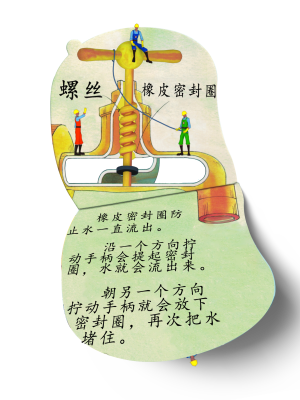 螺丝
橡皮密封圈
橡皮密封圈防
止水一直流出。
沿一个方向拧
动手柄会提起密封
圈，水就会流出来。
朝另一个方向
拧动手柄就会放下
密封圈，再次把水
堵住。